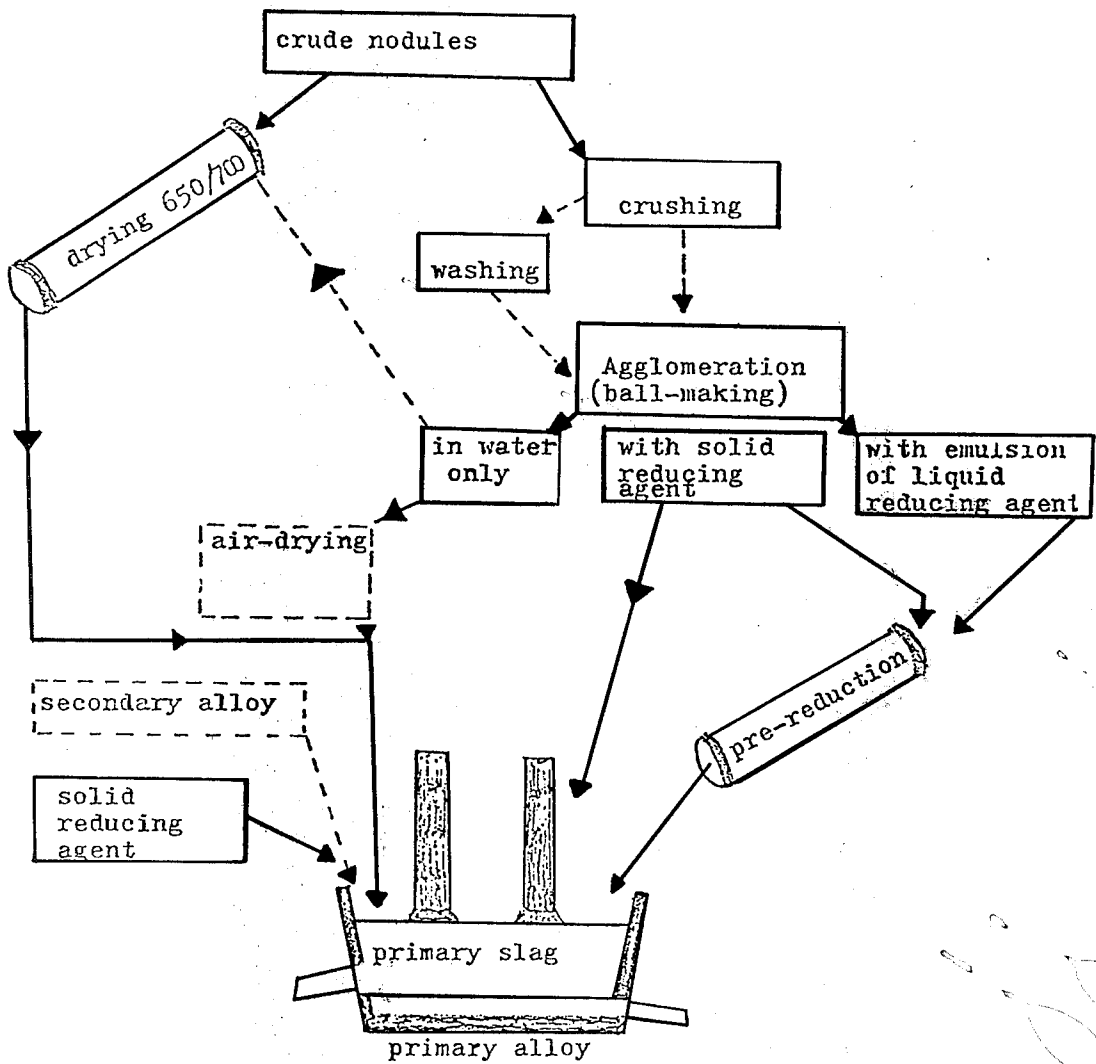 crude nodules
drying 650/700
crushing
washing
Agglomeration
(ball-making)
in water
only
with solid
reducing
agent
with emulsion
of liquid
reducing agent
air-drying
secondary alloy
pre-reduction
solid
reducing
agent
primary slag
primary alloy